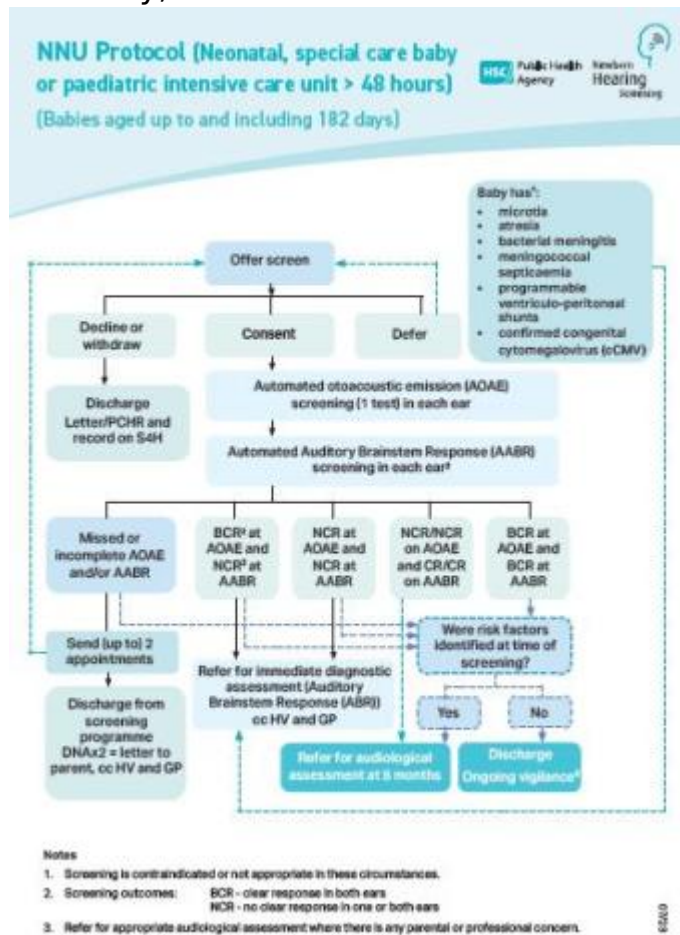 NNU Protocol (Neonatal, special care baby
or paediatric intensive care unit > 48 hours)
(Babies aged up to and including 182 days)
HSC Public Health
Agency
Newborn
Hearing
Screening
Baby has¹:
• microtia
• atresia
• bacterial meningitis
• meningococcal
septicaemia
• programmable
ventriculo-peritoneal
shunts
• confirmed congenital
cytomegalovirus (cCMV)
Offer screen
Decline or
withdraw
Consent
Defer
Discharge
Letter/PCHR and
record on S4H
Automated otoacoustic emission (AOAE)
screening (1 test) in each ear
Automated Auditory Brainstem Response (AABR)
screening in each ear
Missed or
incomplete AOAE
and/or AABR
BCR² at
AOAE and
NCR² at
AABR
NCR at
AOAE and
NCR at
AABR
NCR/NCR
on AOAE
and CR/CR
on AABR
BCR at
AOAE and
BCR at
AABR
Send (up to) 2
appointments
Were risk factors
identified at time of
screening?
Discharge from
screening
programme
DNAx2 = letter to
parent, cc HV and GP
Refer for immediate diagnostic
assessment (Auditory
Brainstem Response (ABR))
cc HV and GP
Yes
No
Refer for audiological
assessment at 8 months
Discharge
Ongoing vigilance
Notes
1. Screening is contraindicated or not appropriate in these circumstances.
2. Screening outcomes: BCR - clear response in both ears
NCR - no clear response in one or both ears
3. Refer for appropriate audiological assessment where there is any parental or professional concern.
07/23